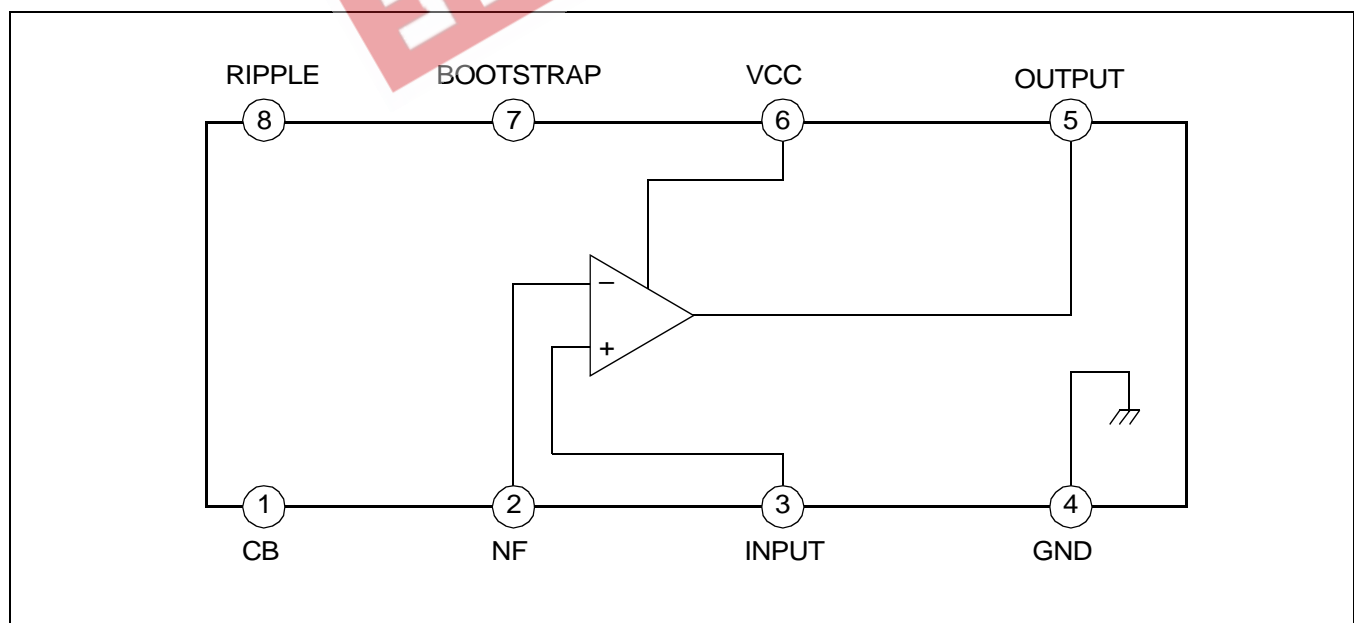 RIPPLE BOOTSTRAP VCC OUTPUT
8 7 6 5
−
+
1 2 3 4
CB NF INPUT GND